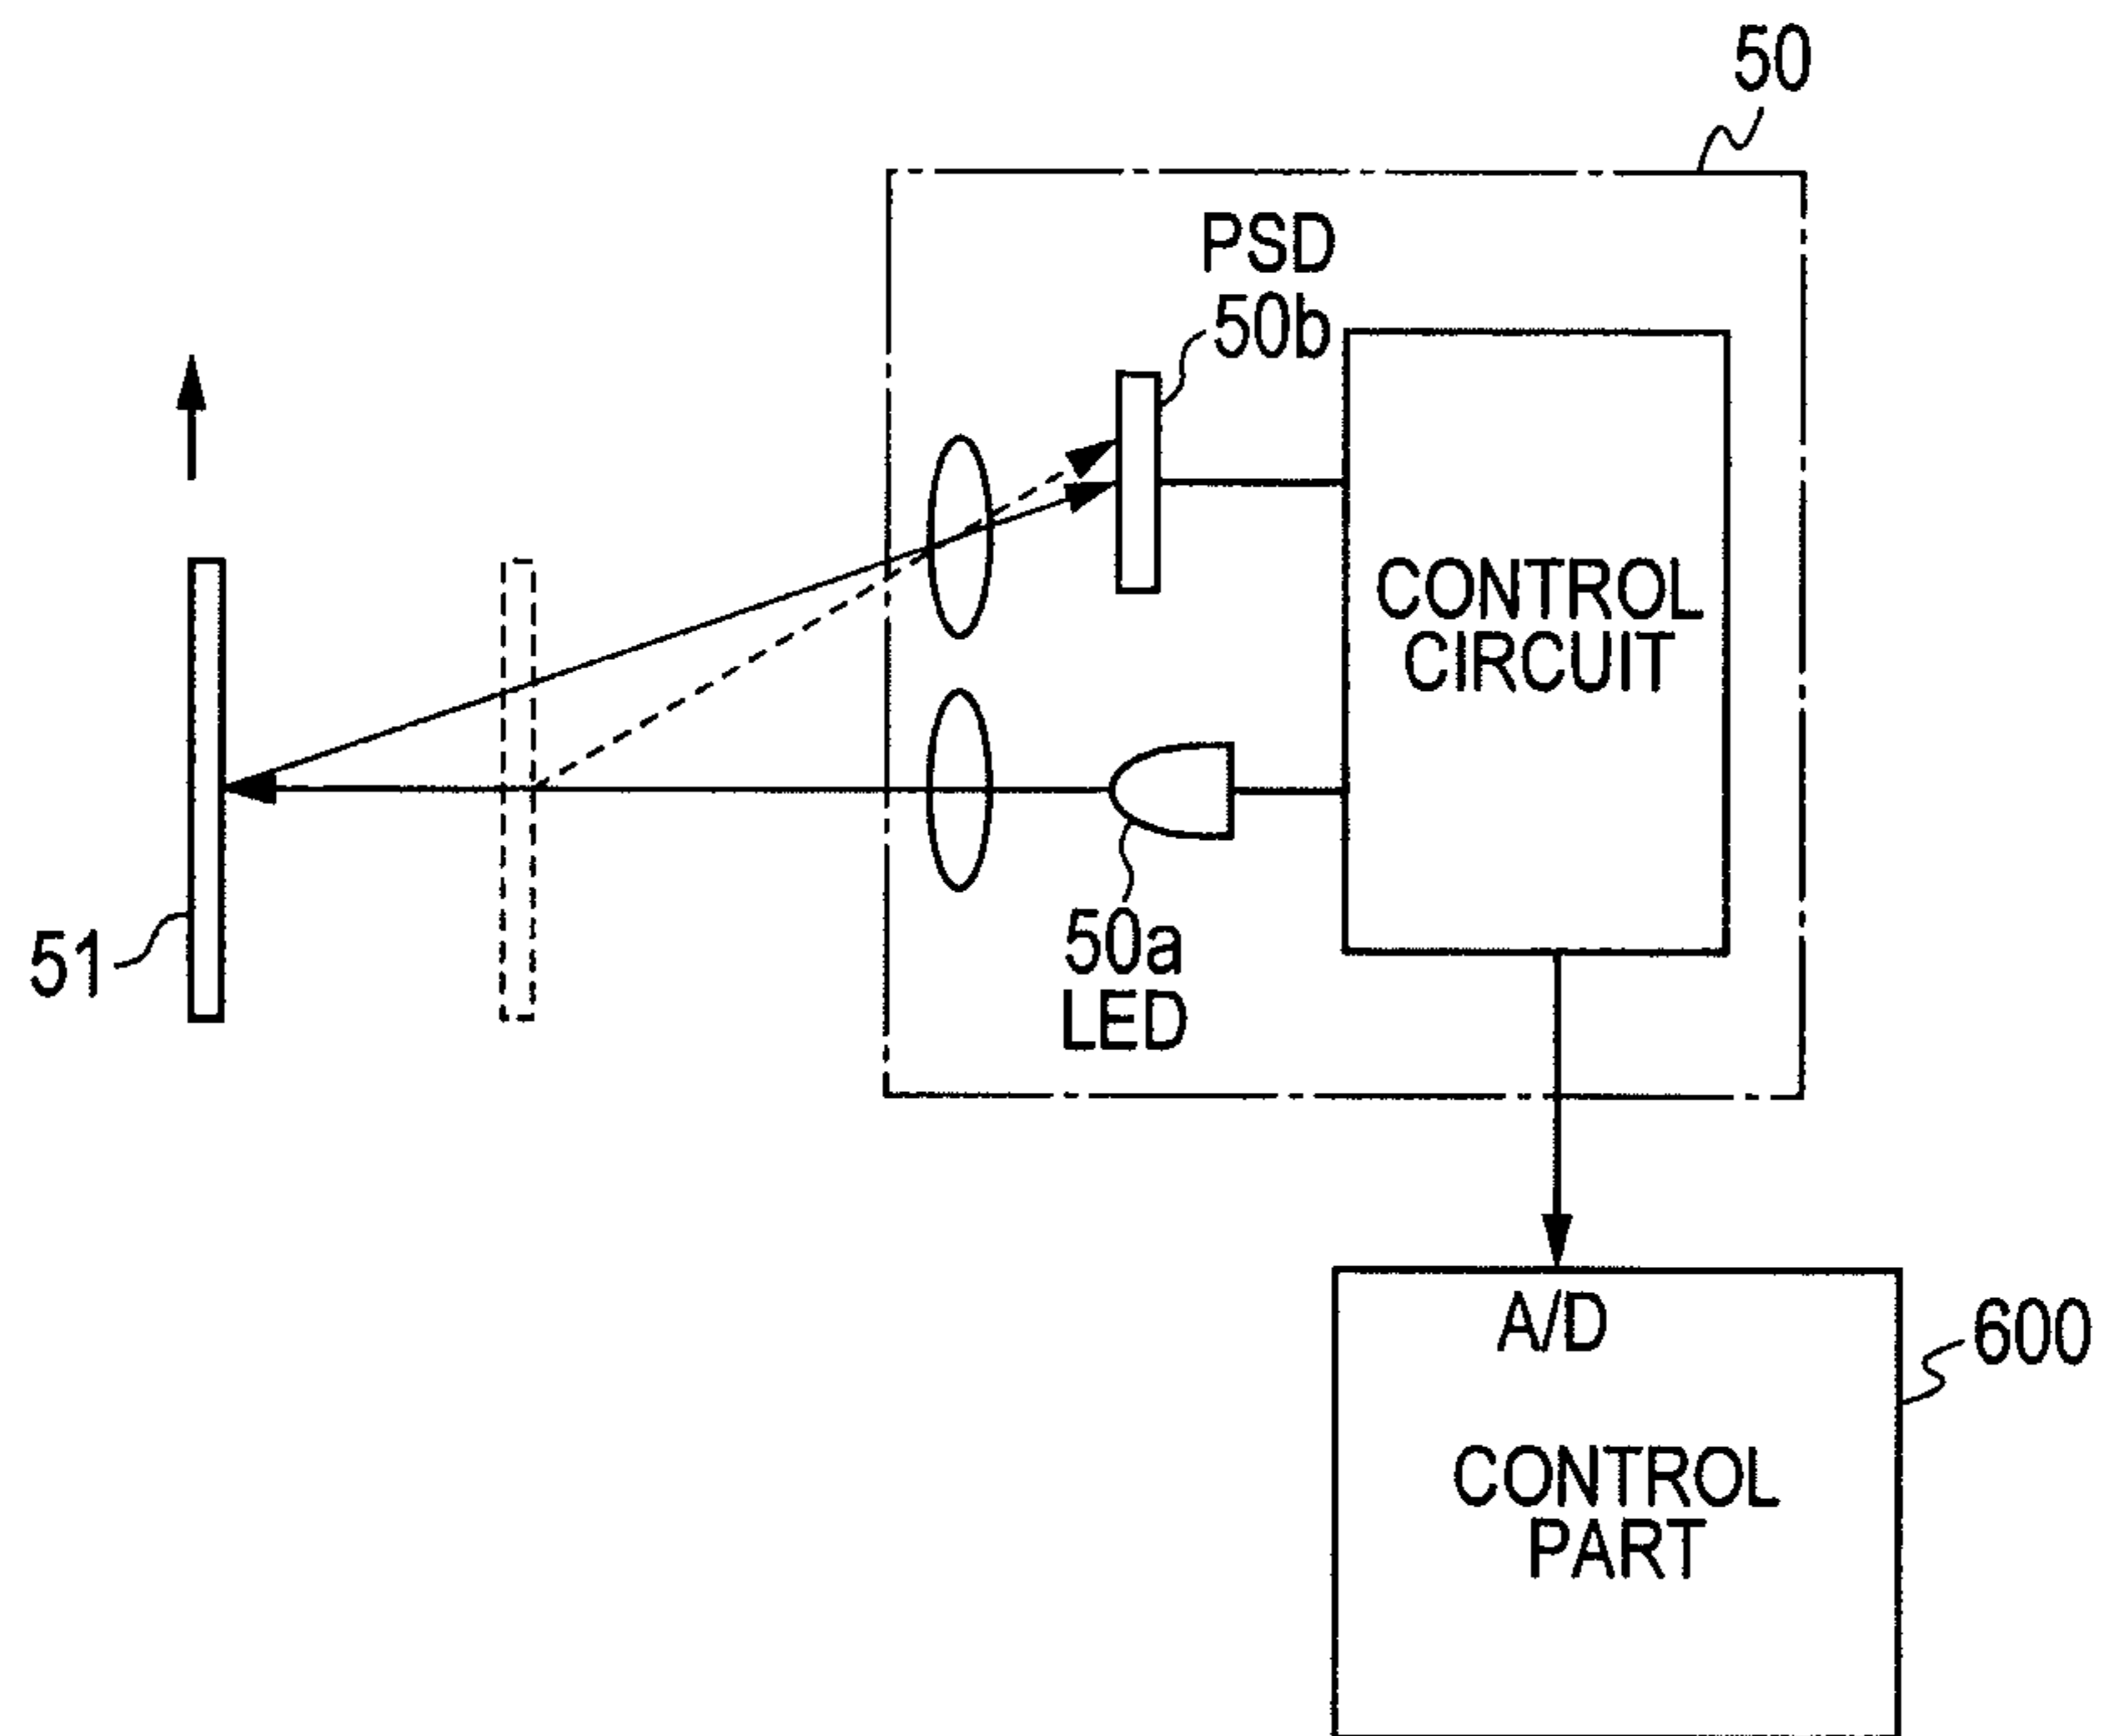 50
PSD
50b
CONTROL
CIRCUIT
51
50a
LED
A/D
600
CONTROL
PART